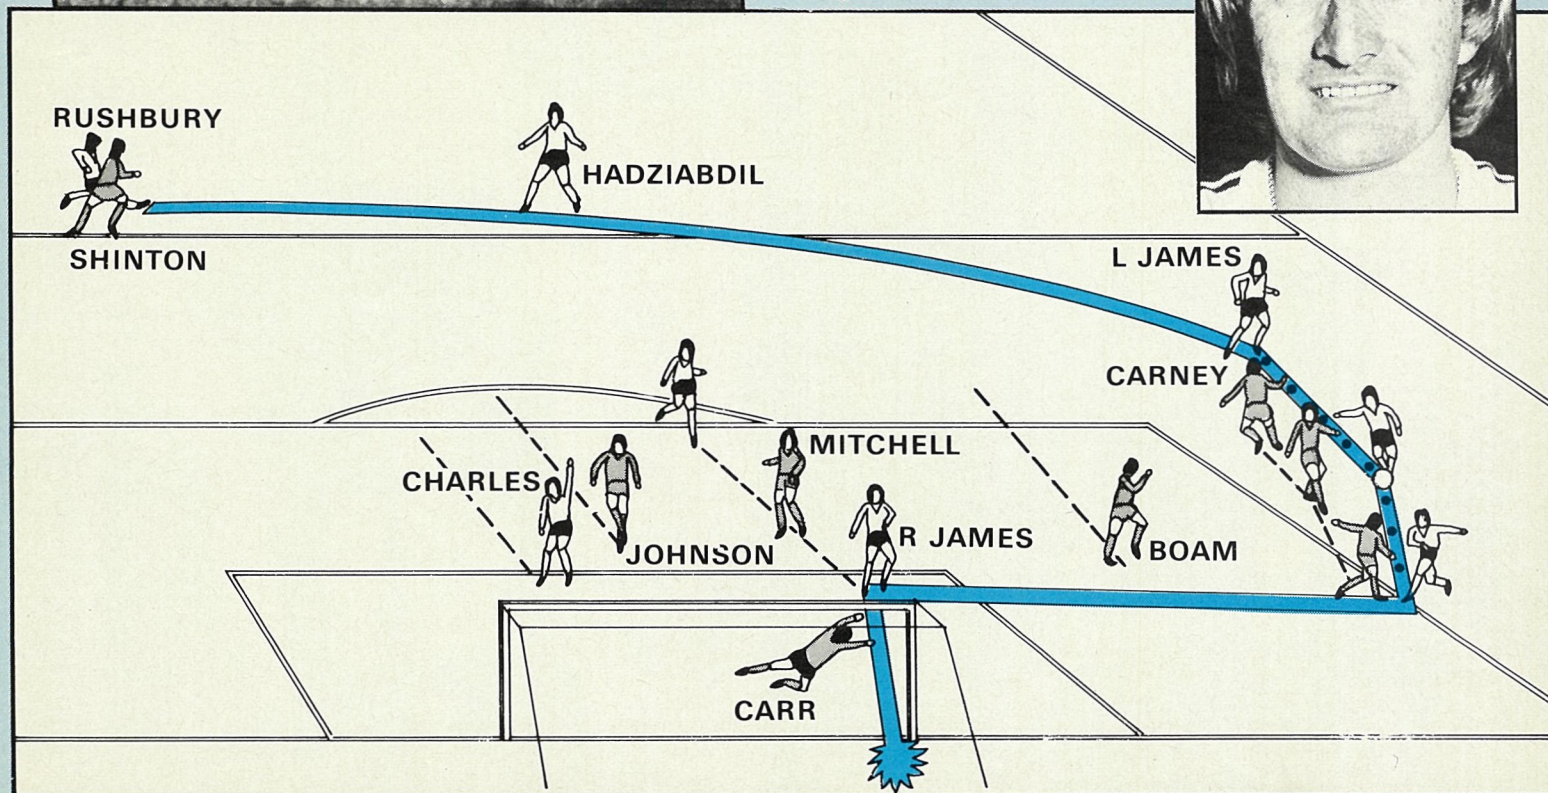 RUSHBURY
HADZIABDIL
SHINTON
L JAMES
CARNEY
MITCHELL
CHARLES
R JAMES
JOHNSON
BOAM
CARR